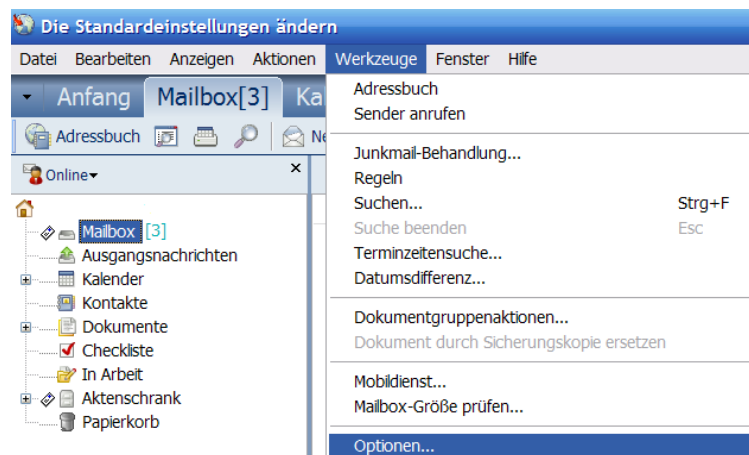 Die Standardeinstellungen ändern
Datei Bearbeiten Anzeigen Aktionen Werkzeuge Fenster Hilfe
Anfang Mailbox[3] Ka
Adressbuch Ne
Online
Mailbox [3]
Ausgangsnachrichten
Kalender
Kontakte
Dokumente
Checkliste
In Arbeit
Aktenschrank
Papierkorb
Adressbuch
Sender anrufen
Junkmail-Behandlung...
Regeln
Suchen... Strg+F
Suche beenden Esc
Terminzeitensuche...
Datumsdifferenz...
Dokumentgruppenaktionen...
Dokument durch Sicherungskopie ersetzen
Mobildienst...
Mailbox-Größe prüfen...
Optionen...